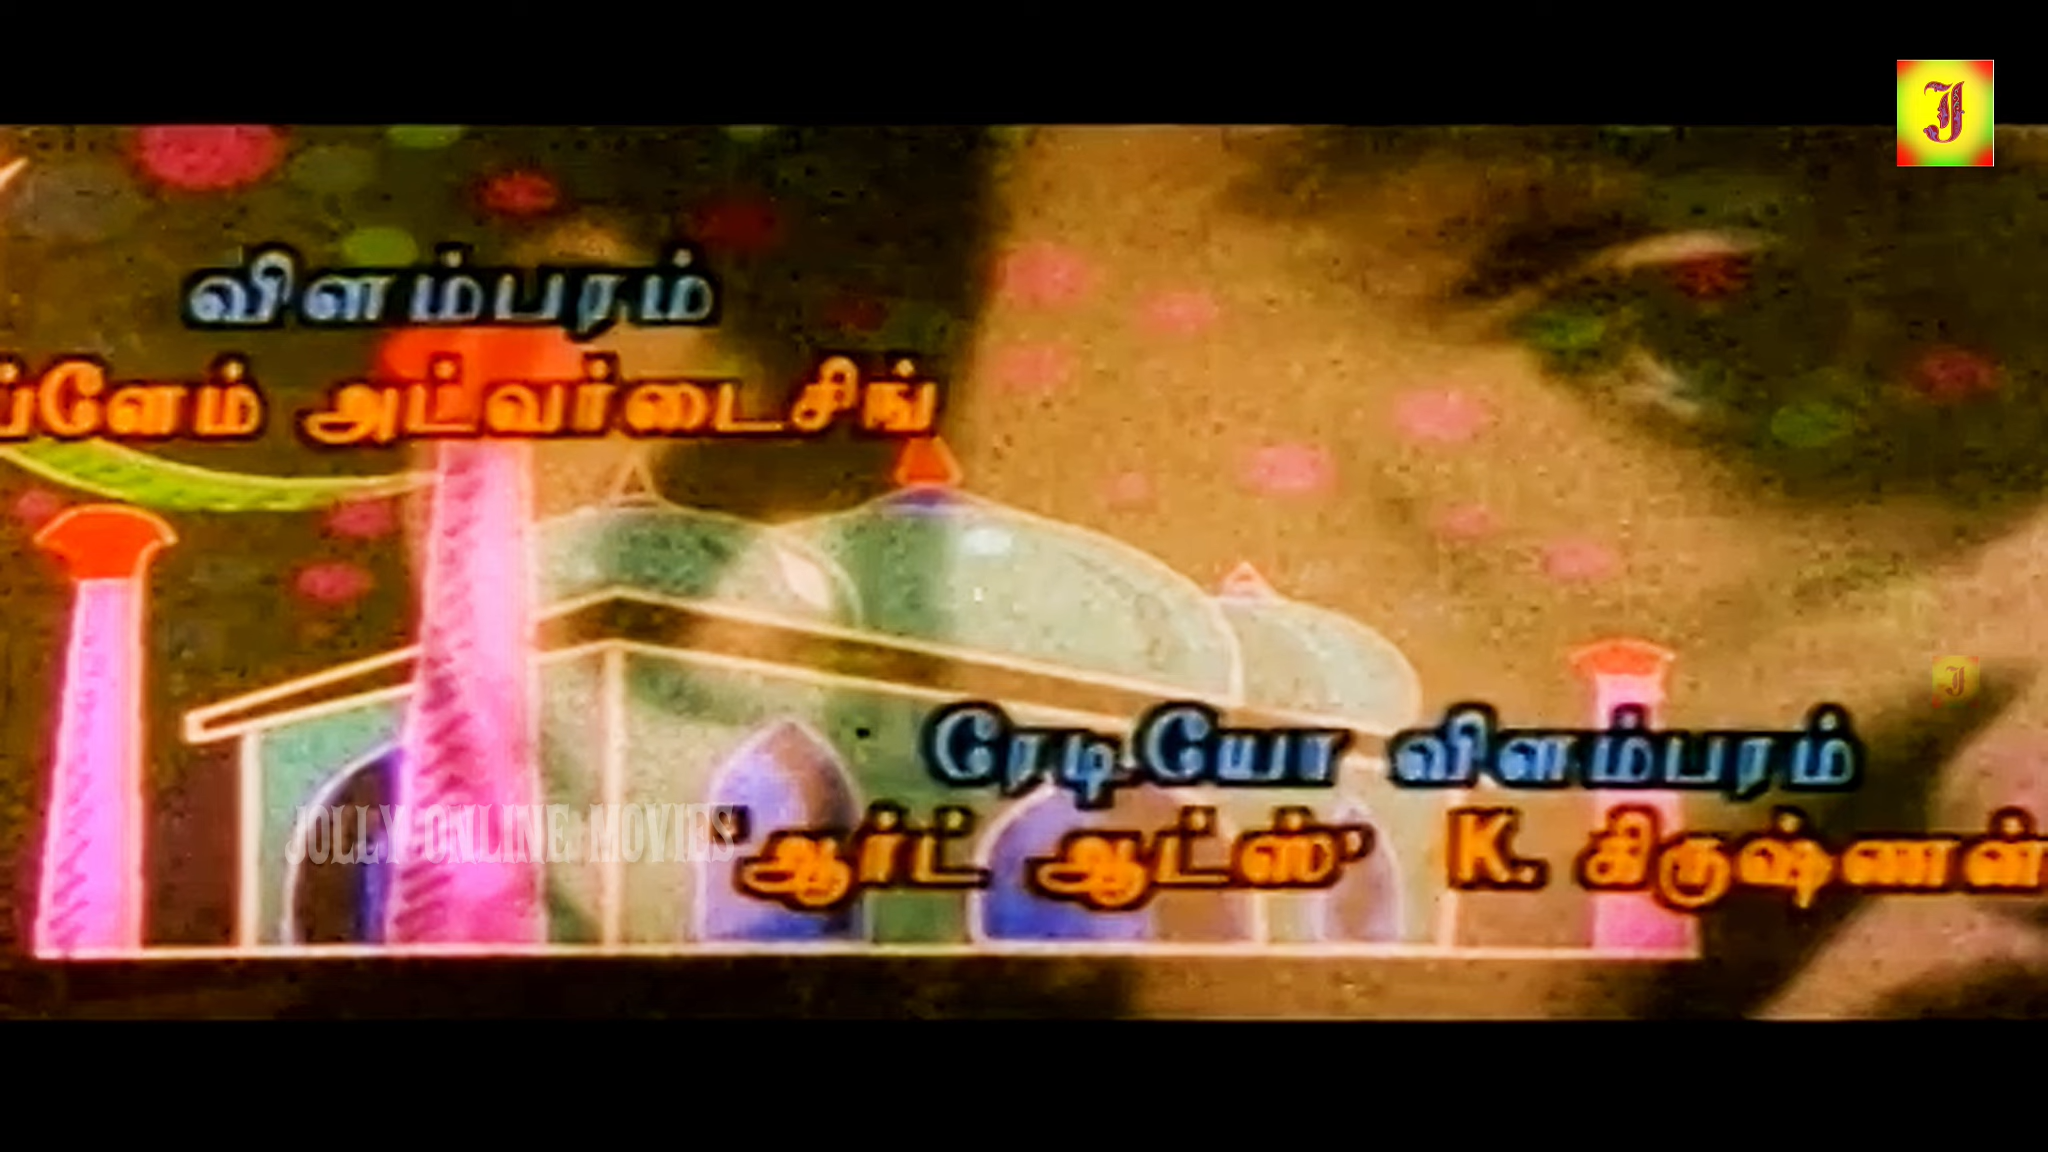 விளம்பரம்
ப்ளேம் அட்வர்டைசிங்
ரேடியோ விளம்பரம்
'ஆர்ட் ஆட்ஸ்' K. கிருஷ்ணன்
JOLLY ONLINE MOVIES
J
J